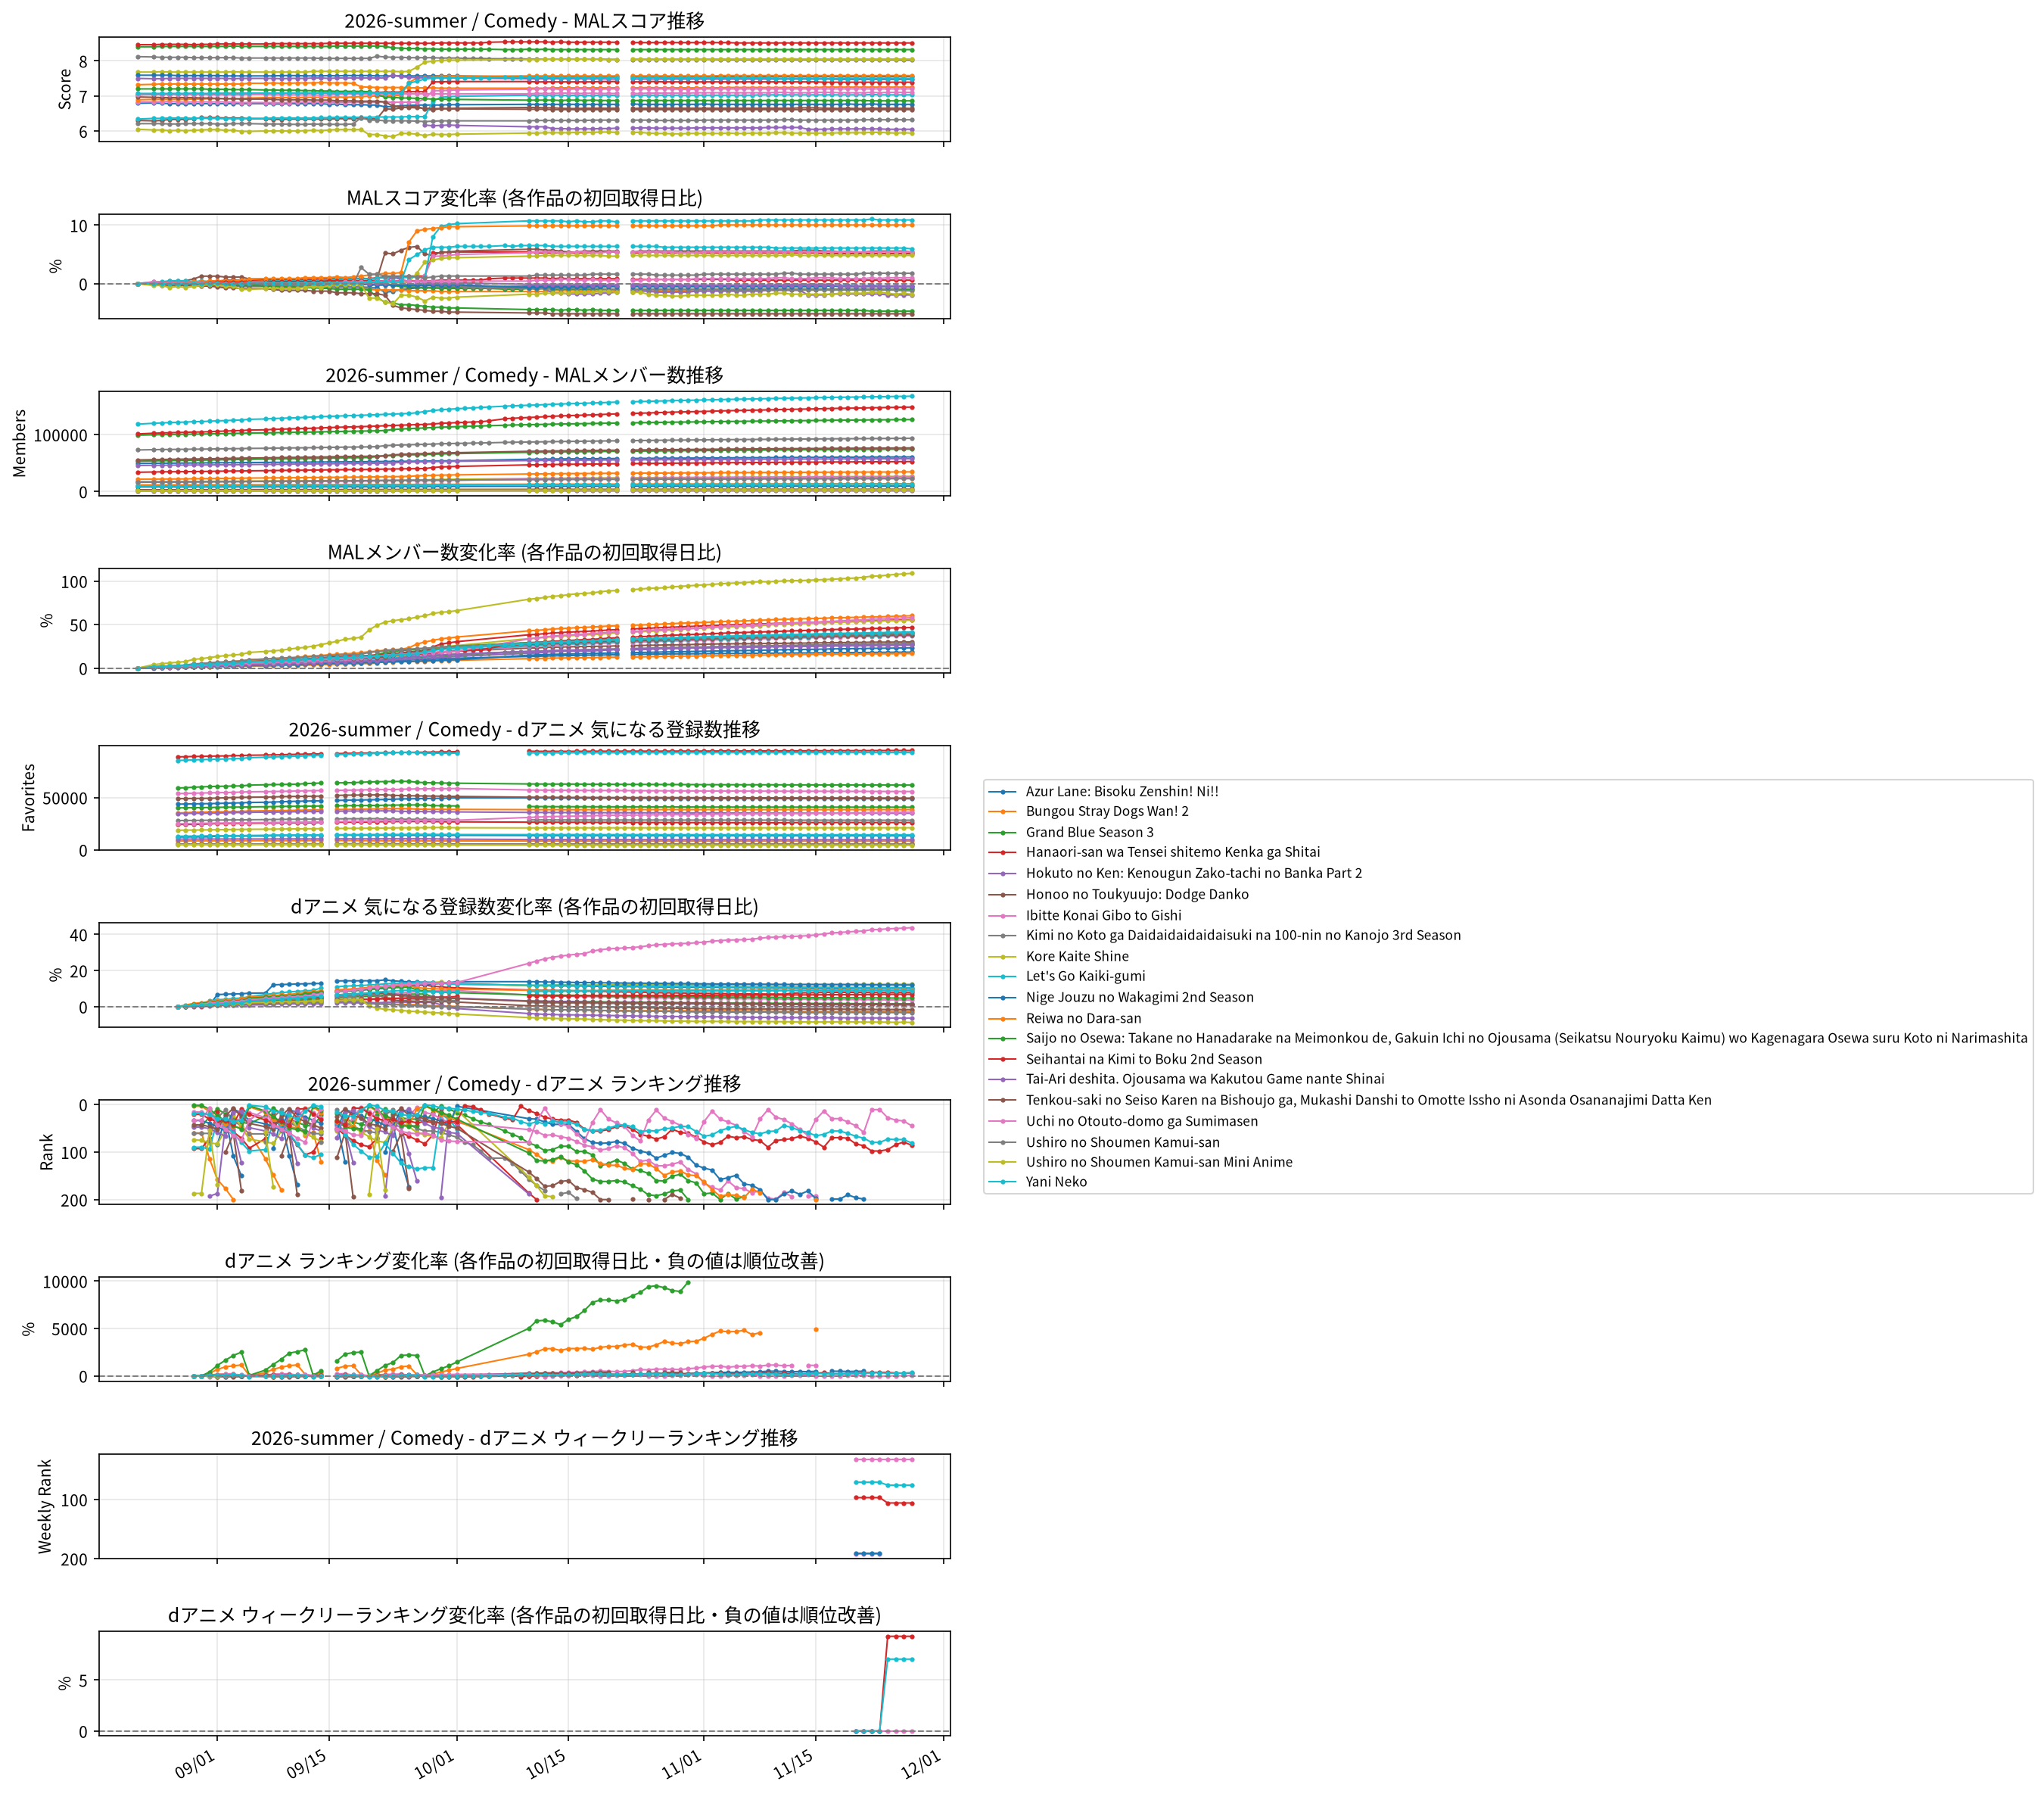 2026-summer / Comedy - MALスコア推移
8
7
6
Score
MALスコア変化率 (各作品の初回取得日比)
10
0
%
2026-summer / Comedy - MALメンバー数推移
100000
0
Members
MALメンバー数変化率 (各作品の初回取得日比)
100
50
0
%
2026-summer / Comedy - dアニメ 気になる登録数推移
50000
0
Favorites
dアニメ 気になる登録数変化率 (各作品の初回取得日比)
40
20
0
%
2026-summer / Comedy - dアニメ ランキング推移
0
100
200
Rank
dアニメ ランキング変化率 (各作品の初回取得日比・負の値は順位改善)
10000
5000
0
%
2026-summer / Comedy - dアニメ ウィークリーランキング推移
100
200
Weekly Rank
dアニメ ウィークリーランキング変化率 (各作品の初回取得日比・負の値は順位改善)
5
0
%
09/01
09/15
10/01
10/15
11/01
11/15
12/01
Azur Lane: Bisoku Zenshin! Ni!!
Bungou Stray Dogs Wan! 2
Grand Blue Season 3
Hanaori-san wa Tensei shitemo Kenka ga Shitai
Hokuto no Ken: Kenougun Zako-tachi no Banka Part 2
Honoo no Toukyuujo: Dodge Danko
Ibitte Konai Gibo to Gishi
Kimi no Koto ga Daidaidaidaidaisuki na 100-nin no Kanojo 3rd Season
Kore Kaite Shine
Let's Go Kaiki-gumi
Nige Jouzu no Wakagimi 2nd Season
Reiwa no Dara-san
Saijo no Osewa: Takane no Hanadarake na Meimonkou de, Gakuin Ichi no Ojousama (Seikatsu Nouryoku Kaimu) wo Kagenagara Osewa suru Koto ni Narimashita
Seihantai na Kimi to Boku 2nd Season
Tai-Ari deshita. Ojousama wa Kakutou Game nante Shinai
Tenkou-saki no Seiso Karen na Bishoujo ga, Mukashi Danshi to Omotte Issho ni Asonda Osananajimi Datta Ken
Uchi no Otouto-domo ga Sumimasen
Ushiro no Shoumen Kamui-san
Ushiro no Shoumen Kamui-san Mini Anime
Yani Neko